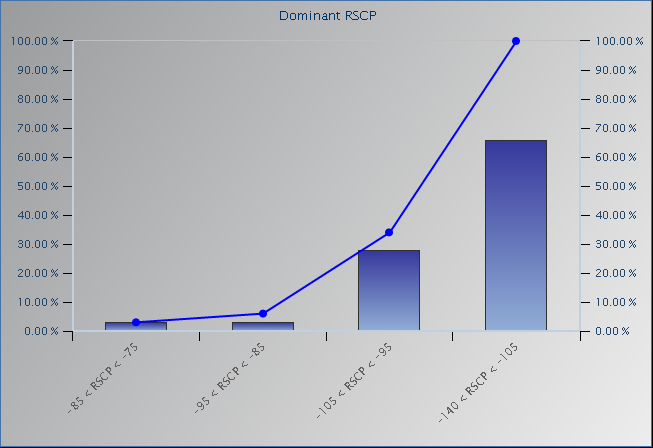 Dominant RSCP
100.00 % 100.00 %
90.00 % 90.00 %
80.00 % 80.00 %
70.00 % 70.00 %
60.00 % 60.00 %
50.00 % 50.00 %
40.00 % 40.00 %
30.00 % 30.00 %
20.00 % 20.00 %
10.00 % 10.00 %
0.00 % 0.00 %
-85 < RSCP < -75
-95 < RSCP < -85
-105 < RSCP < -95
-140 < RSCP < -105